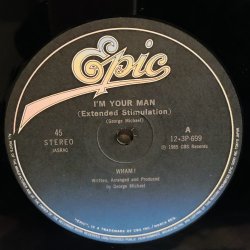 Epic
I'M YOUR MAN
(Extended Stimulation)
(George Michael)
45
STEREO
JASRAC
A
12•3P-699
℗ 1985 CBS Records
WHAM!
Written, Arranged and Produced
by George Michael